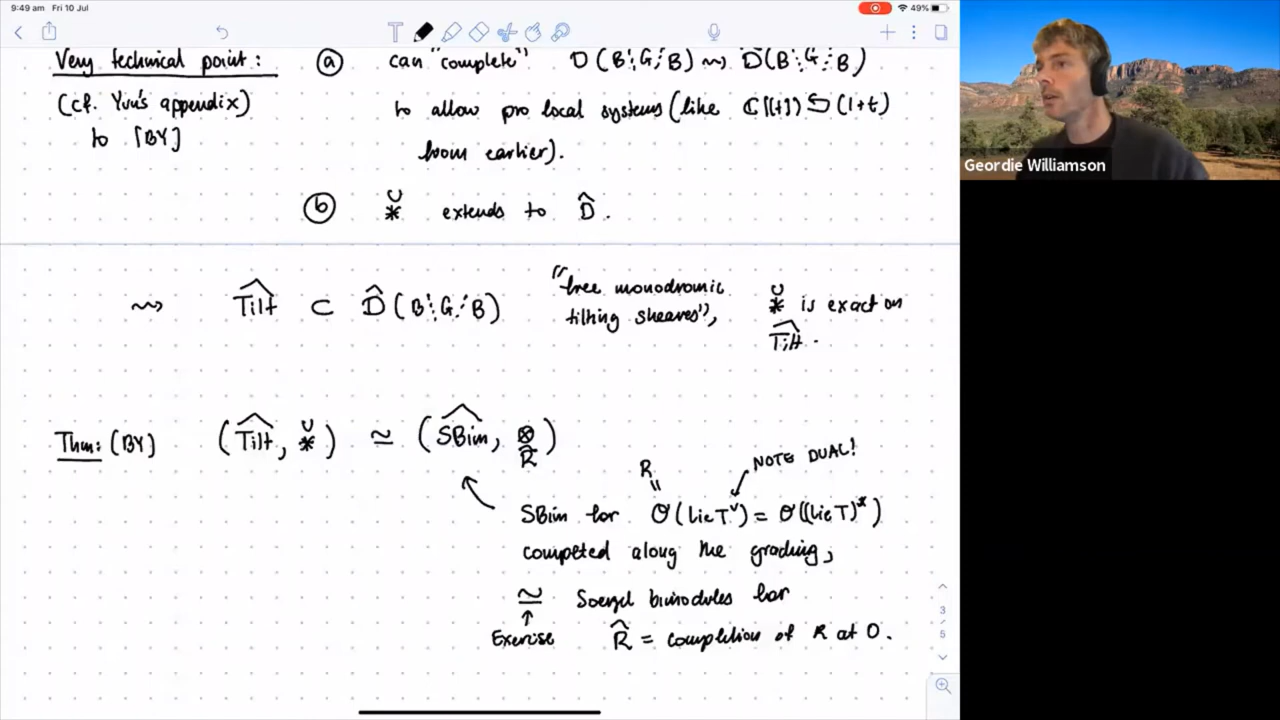 9:49 am Fri 10 Jul
49%
Very technical point: ⓐ can "complete" D(B⋮G⋮B) ⇝ D̂(B⋮G⋮B)
(cf. Yun's appendix) to allow pro local systems (like ℂ[[t]] ↺ (1+t)
to [BY] from earlier).
ⓑ ∪* extends to D̂.
⇝ T̂ilt ⊂ D̂(B⋮G⋮B) "free monodromic tilting sheaves", ∪* is exact on T̂ilt.
Thm: (BY) (T̂ilt, ∪*) ≃ (ŜBim, ⊗_R̂)
R NOTE DUAL!
SBim for O(Lie T^∨) = O((Lie T)^*)
completed along the grading,
≃ Soergel bimodules for
Exercise R̂ = completion of R at 0.
3
5
Geordie Williamson